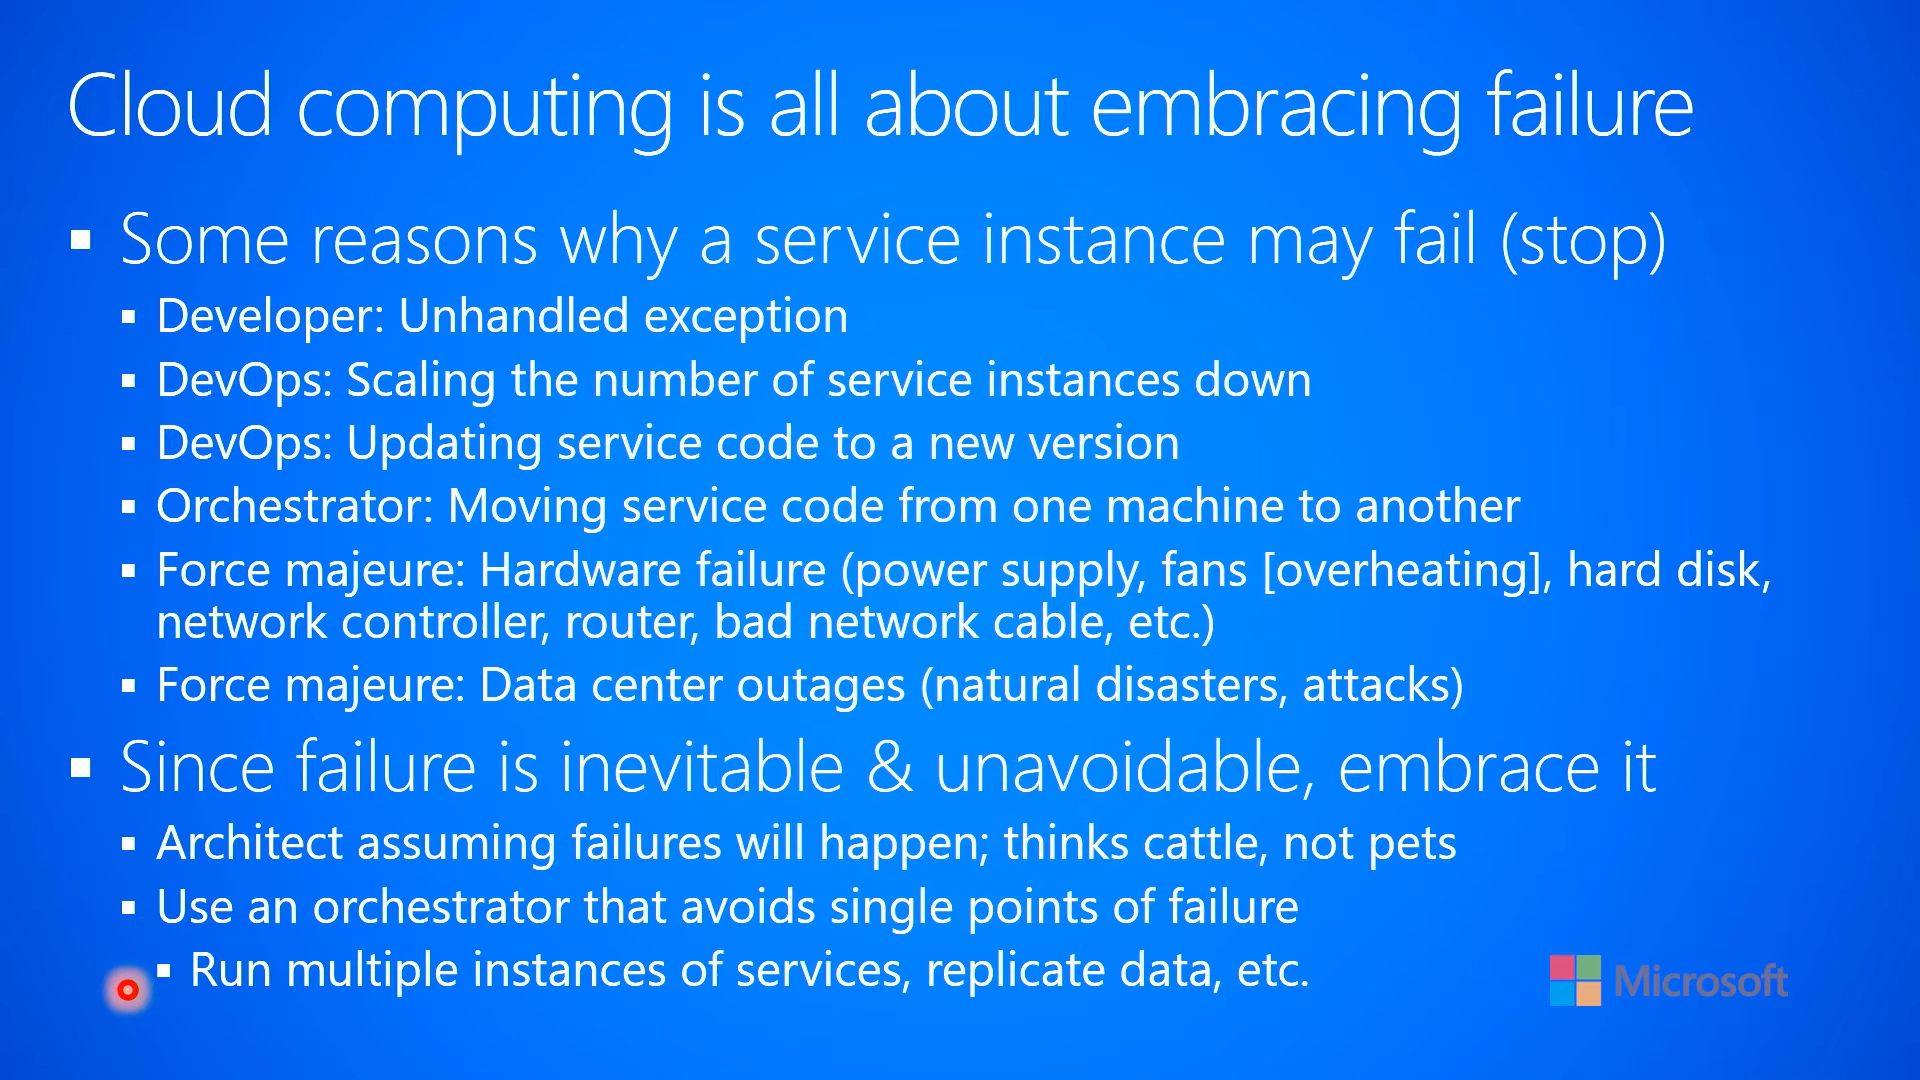 Cloud computing is all about embracing failure
▪ Some reasons why a service instance may fail (stop)
▪ Developer: Unhandled exception
▪ DevOps: Scaling the number of service instances down
▪ DevOps: Updating service code to a new version
▪ Orchestrator: Moving service code from one machine to another
▪ Force majeure: Hardware failure (power supply, fans [overheating], hard disk,
network controller, router, bad network cable, etc.)
▪ Force majeure: Data center outages (natural disasters, attacks)
▪ Since failure is inevitable & unavoidable, embrace it
▪ Architect assuming failures will happen; thinks cattle, not pets
▪ Use an orchestrator that avoids single points of failure
▪ Run multiple instances of services, replicate data, etc.
Microsoft